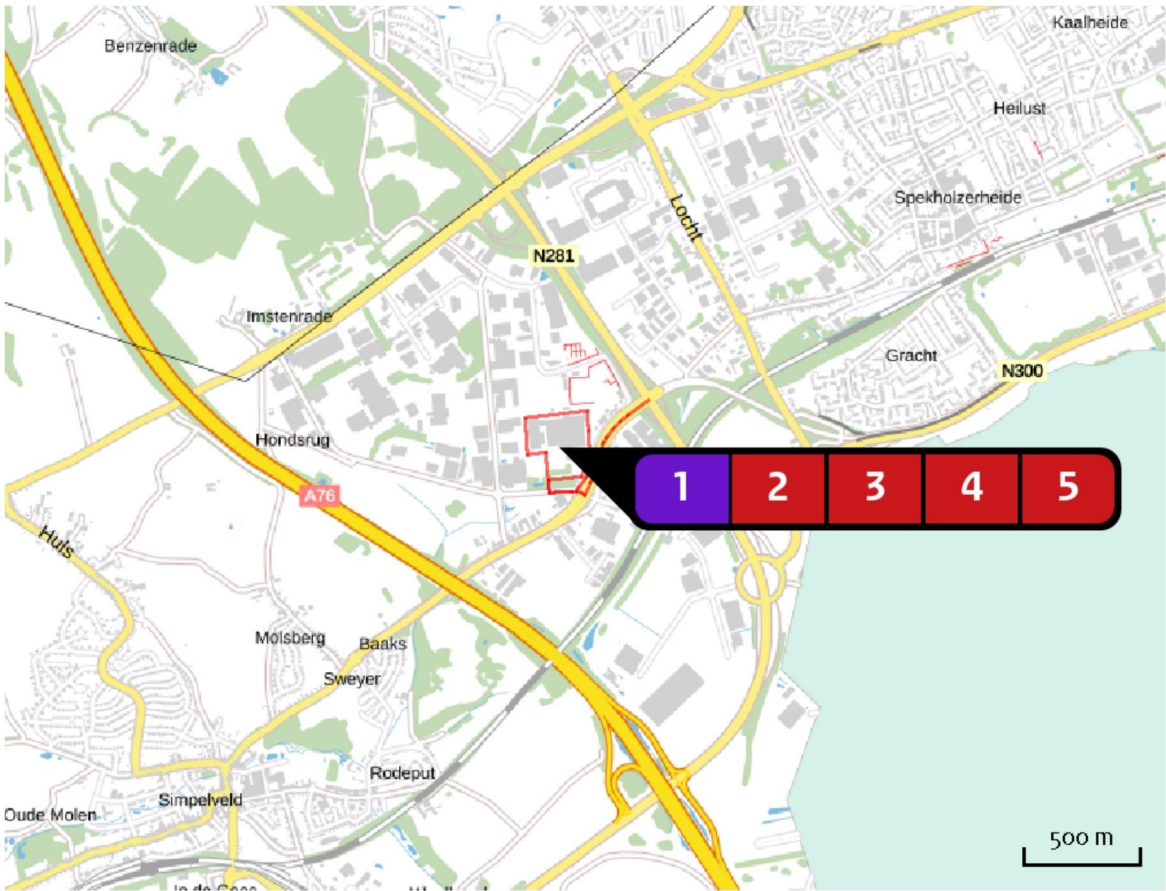 Kaalheide
Benzenrade
Heilust
Spekholzerheide
Locht
N281
Imstenrade
Gracht
N300
Hondsrug
1 2 3 4 5
A76
Huls
Molsberg
Baaks
Sweyer
Rodeput
Simpelveld
Oude Molen
500 m